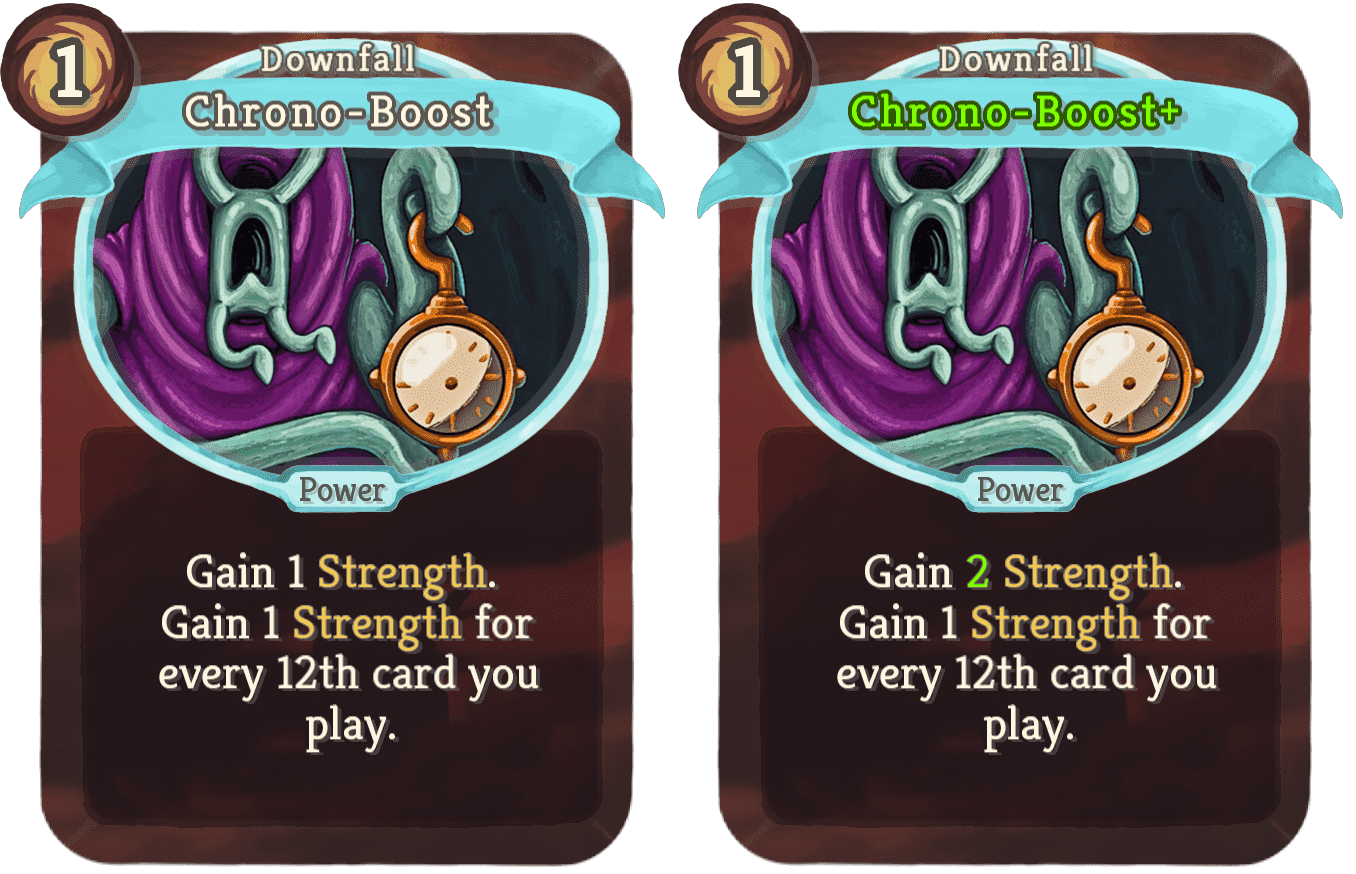 1
Downfall
Chrono-Boost
Power
Gain 1 Strength.
Gain 1 Strength for
every 12th card you
play.
1
Downfall
Chrono-Boost+
Power
Gain 2 Strength.
Gain 1 Strength for
every 12th card you
play.